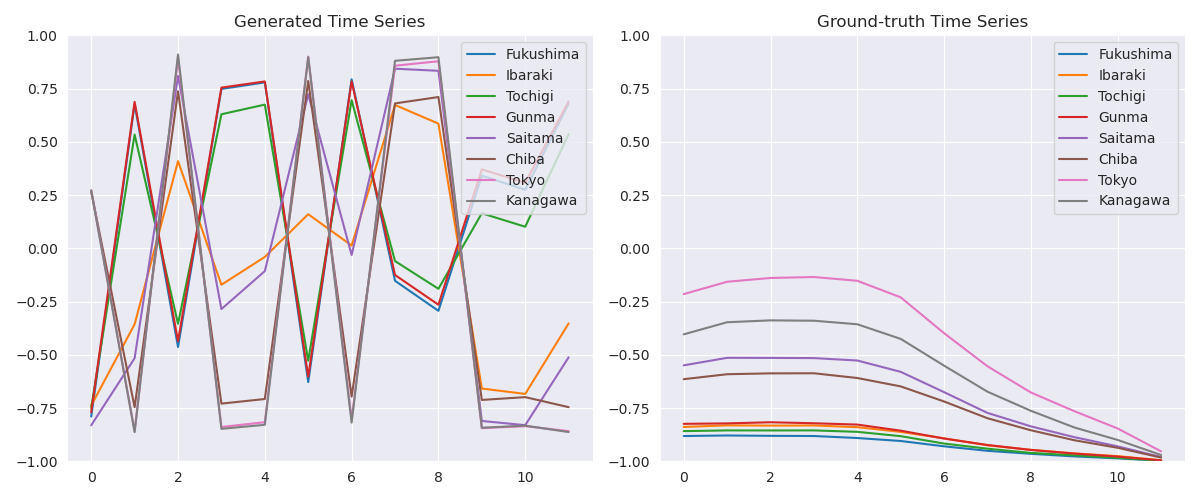 Generated Time Series
1.00
0.75
0.50
0.25
0.00
−0.25
−0.50
−0.75
−1.00
0 2 4 6 8 10
Fukushima
Ibaraki
Tochigi
Gunma
Saitama
Chiba
Tokyo
Kanagawa
Ground-truth Time Series
1.00
0.75
0.50
0.25
0.00
−0.25
−0.50
−0.75
−1.00
0 2 4 6 8 10
Fukushima
Ibaraki
Tochigi
Gunma
Saitama
Chiba
Tokyo
Kanagawa